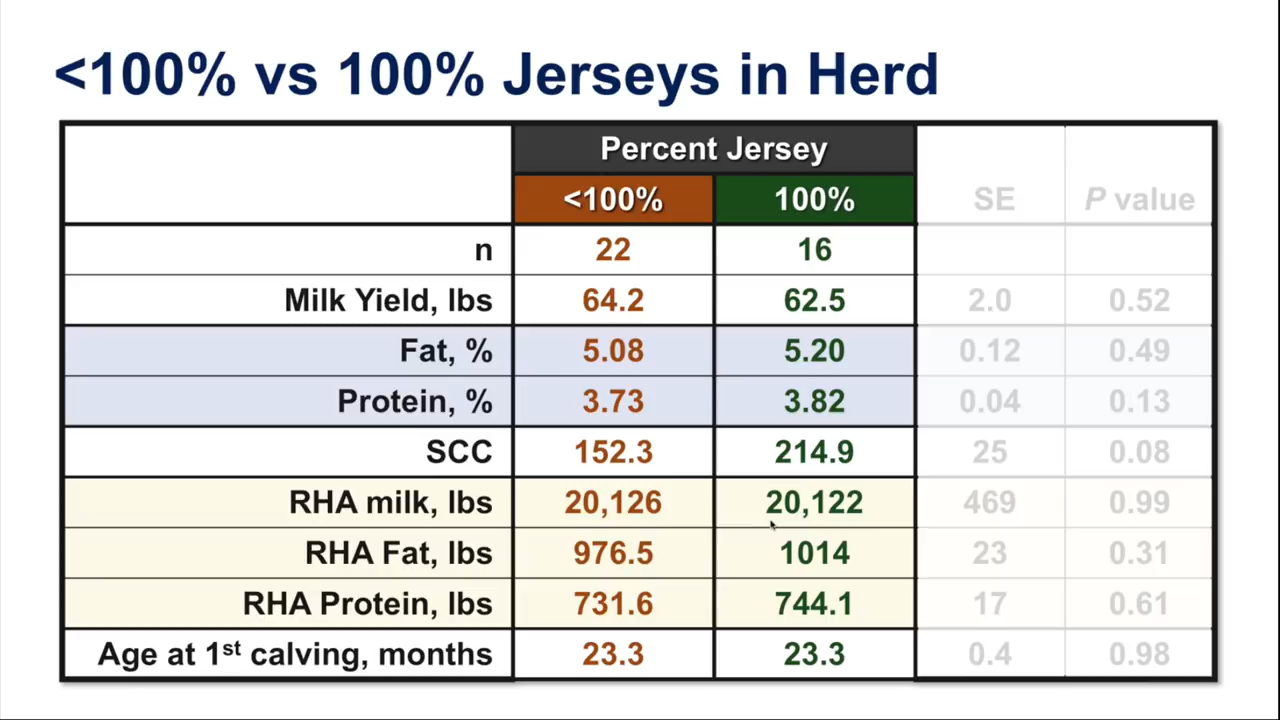 <100% vs 100% Jerseys in Herd
Percent Jersey
<100% 100% SE P value
n 22 16
Milk Yield, lbs 64.2 62.5 2.0 0.52
Fat, % 5.08 5.20 0.12 0.49
Protein, % 3.73 3.82 0.04 0.13
SCC 152.3 214.9 25 0.08
RHA milk, lbs 20,126 20,122 469 0.99
RHA Fat, lbs 976.5 1014 23 0.31
RHA Protein, lbs 731.6 744.1 17 0.61
Age at 1st calving, months 23.3 23.3 0.4 0.98